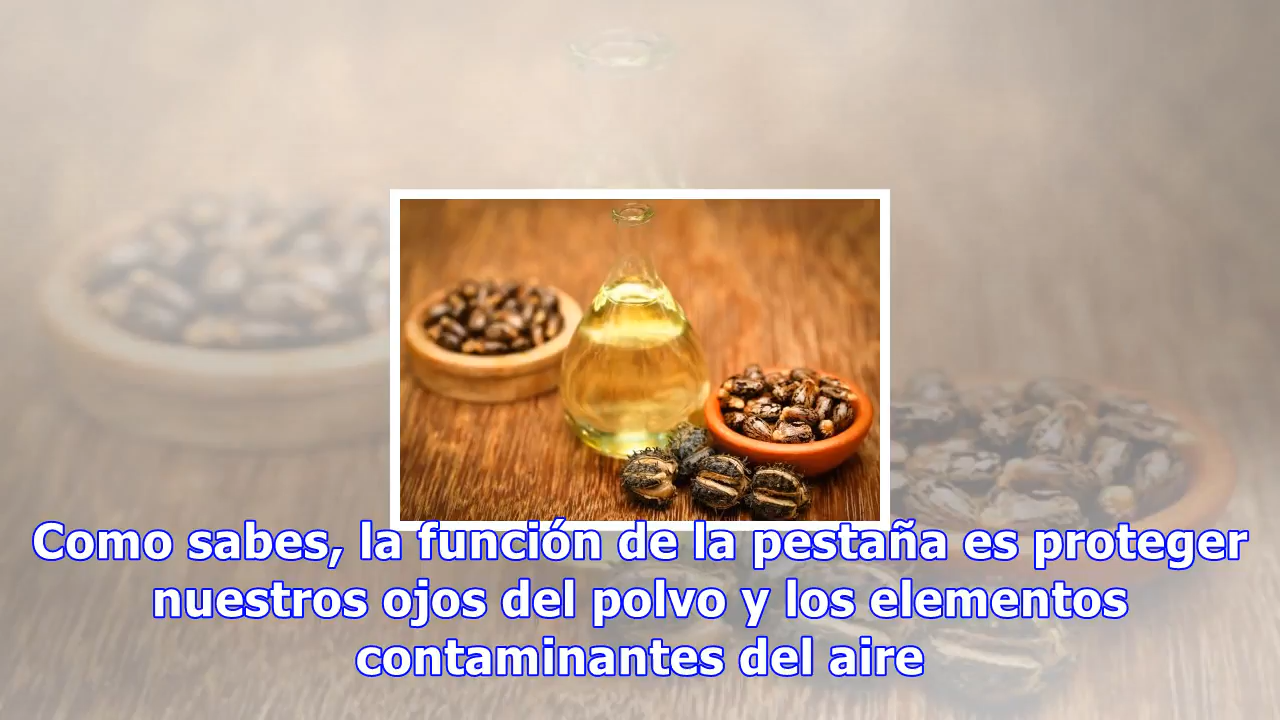 Como sabes, la función de la pestaña es proteger
nuestros ojos del polvo y los elementos
contaminantes del aire